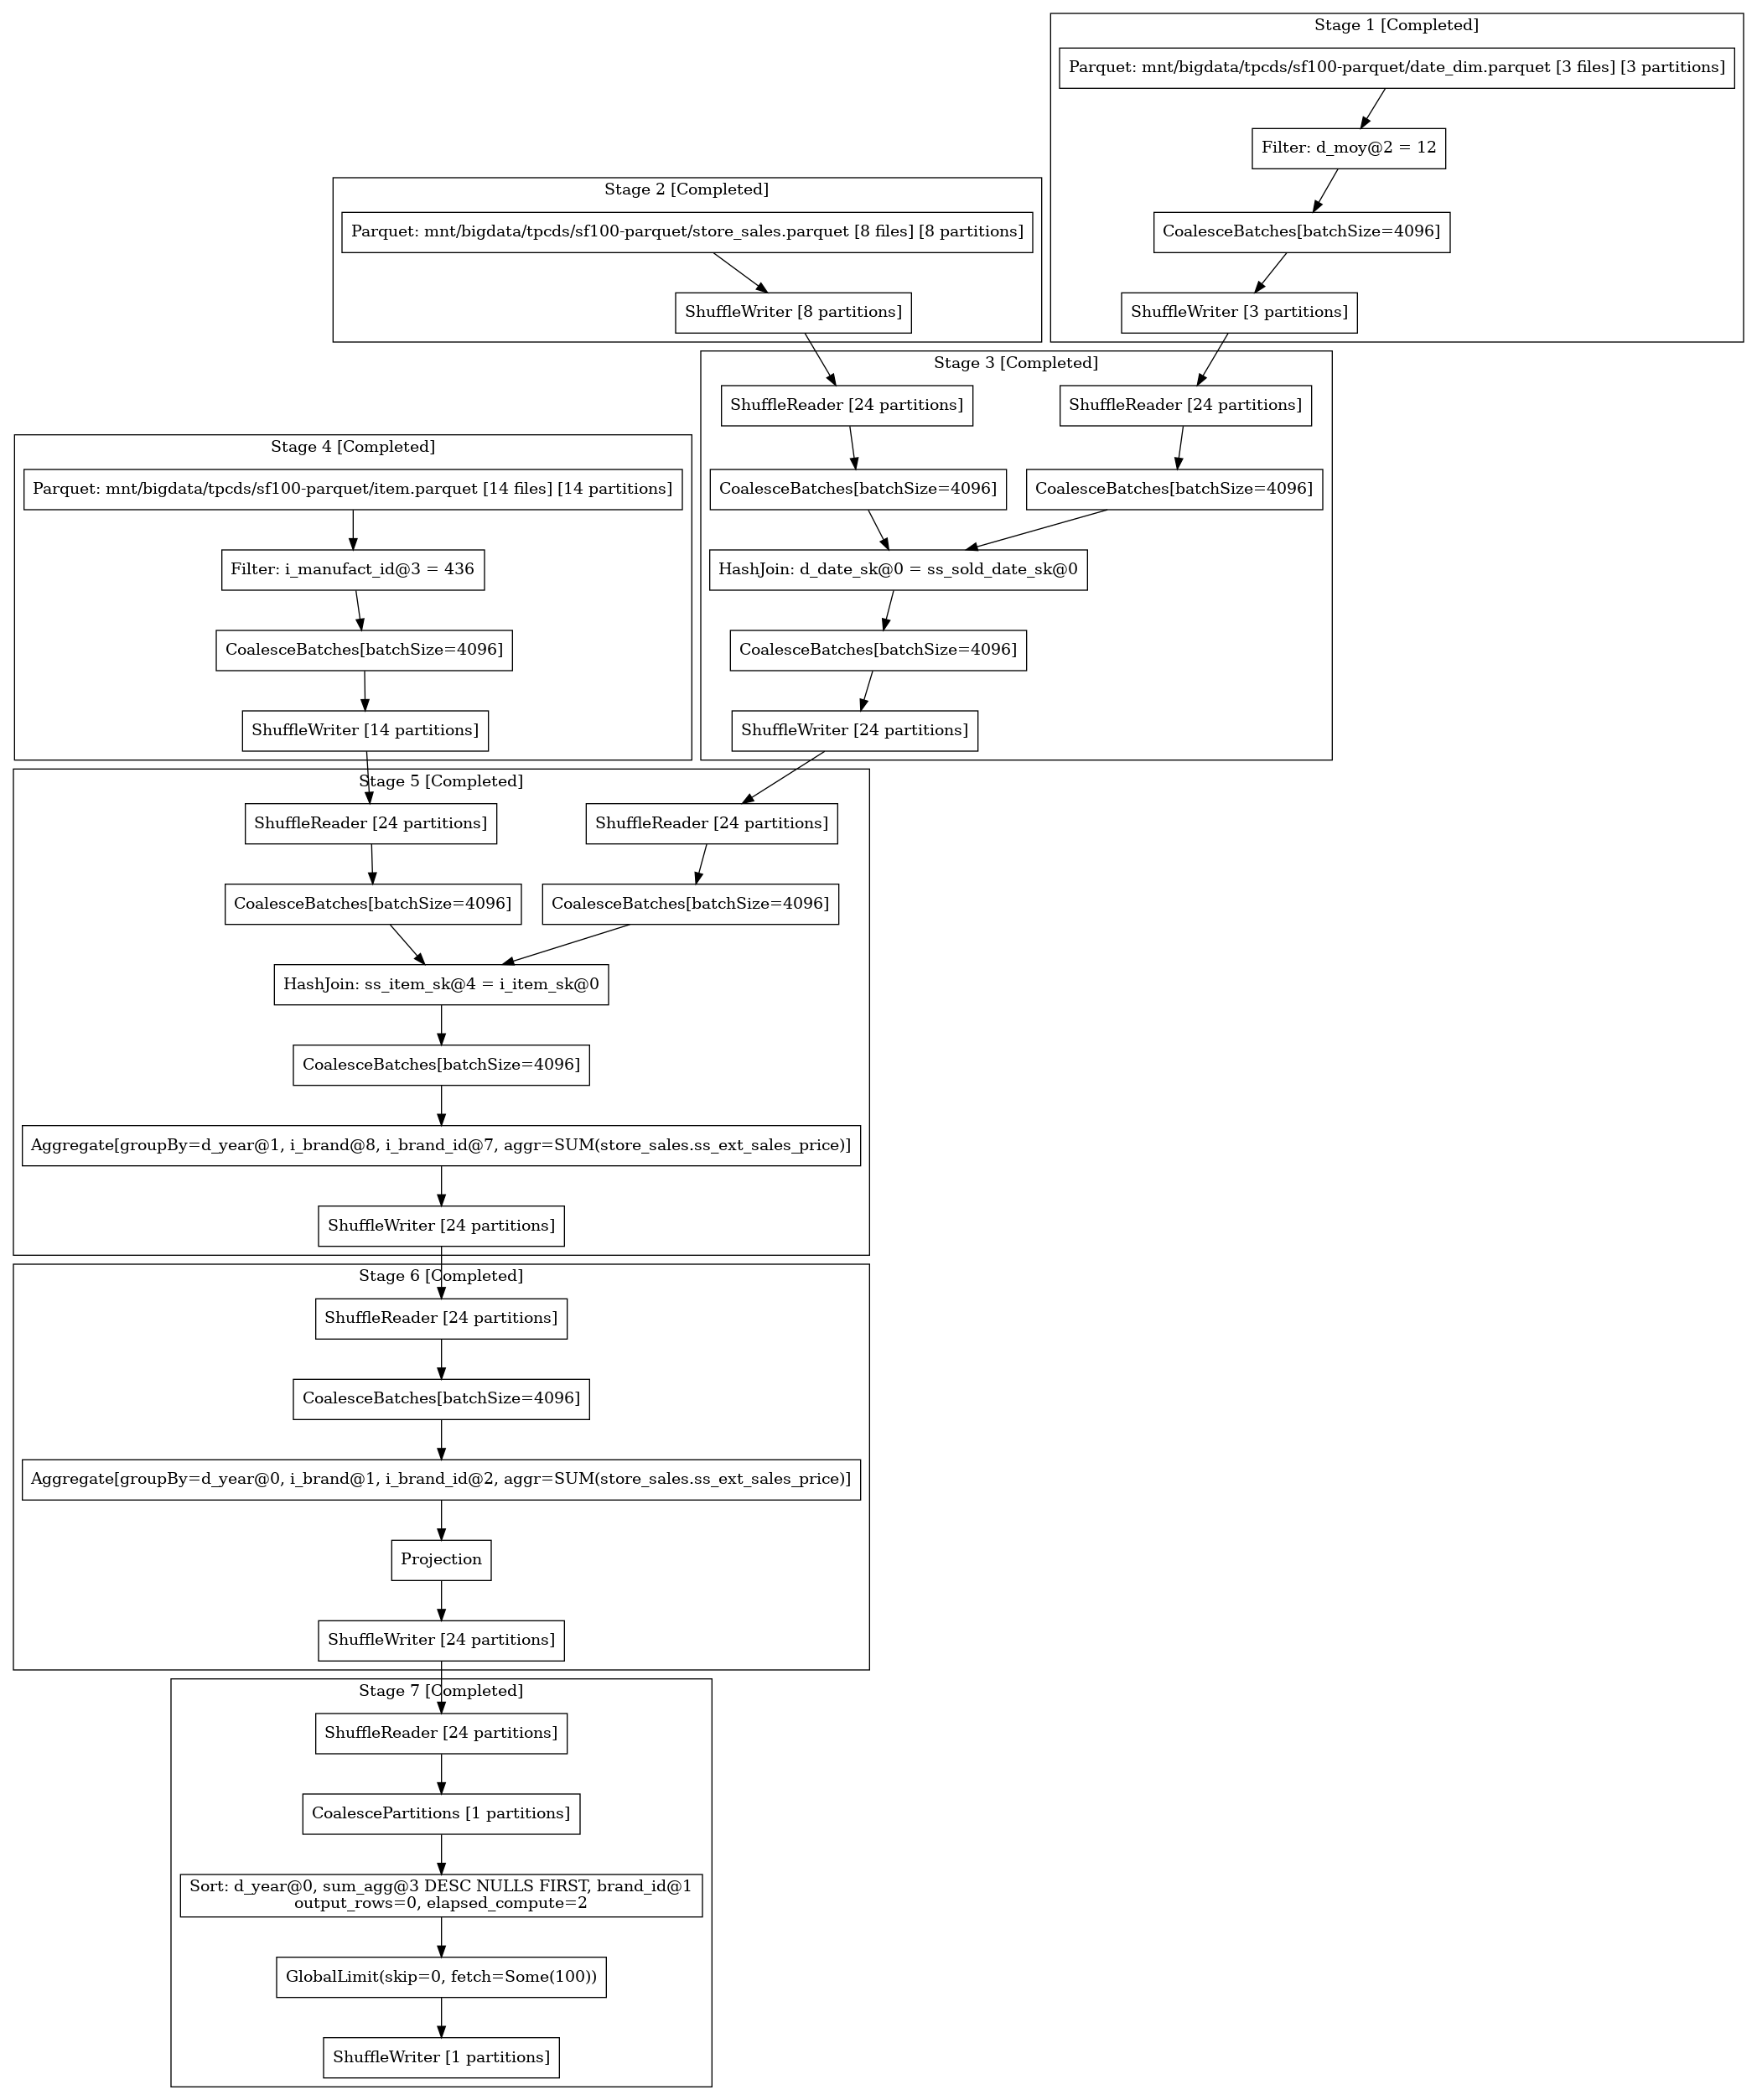 Stage 1 [Completed]
Parquet: mnt/bigdata/tpcds/sf100-parquet/date_dim.parquet [3 files] [3 partitions]
Filter: d_moy@2 = 12
CoalesceBatches[batchSize=4096]
ShuffleWriter [3 partitions]
Stage 2 [Completed]
Parquet: mnt/bigdata/tpcds/sf100-parquet/store_sales.parquet [8 files] [8 partitions]
ShuffleWriter [8 partitions]
Stage 3 [Completed]
ShuffleReader [24 partitions]
ShuffleReader [24 partitions]
CoalesceBatches[batchSize=4096]
CoalesceBatches[batchSize=4096]
HashJoin: d_date_sk@0 = ss_sold_date_sk@0
CoalesceBatches[batchSize=4096]
ShuffleWriter [24 partitions]
Stage 4 [Completed]
Parquet: mnt/bigdata/tpcds/sf100-parquet/item.parquet [14 files] [14 partitions]
Filter: i_manufact_id@3 = 436
CoalesceBatches[batchSize=4096]
ShuffleWriter [14 partitions]
Stage 5 [Completed]
ShuffleReader [24 partitions]
ShuffleReader [24 partitions]
CoalesceBatches[batchSize=4096]
CoalesceBatches[batchSize=4096]
HashJoin: ss_item_sk@4 = i_item_sk@0
CoalesceBatches[batchSize=4096]
Aggregate[groupBy=d_year@1, i_brand@8, i_brand_id@7, aggr=SUM(store_sales.ss_ext_sales_price)]
ShuffleWriter [24 partitions]
Stage 6 [Completed]
ShuffleReader [24 partitions]
CoalesceBatches[batchSize=4096]
Aggregate[groupBy=d_year@0, i_brand@1, i_brand_id@2, aggr=SUM(store_sales.ss_ext_sales_price)]
Projection
ShuffleWriter [24 partitions]
Stage 7 [Completed]
ShuffleReader [24 partitions]
CoalescePartitions [1 partitions]
Sort: d_year@0, sum_agg@3 DESC NULLS FIRST, brand_id@1
output_rows=0, elapsed_compute=2
GlobalLimit(skip=0, fetch=Some(100))
ShuffleWriter [1 partitions]